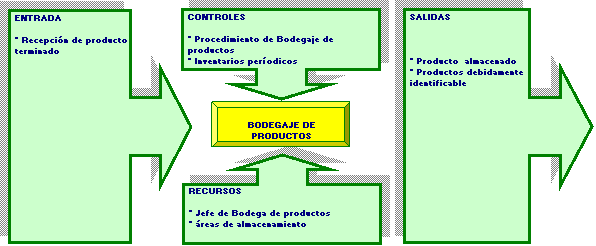 ENTRADA
* Recepción de producto
terminado
CONTROLES
* Procedimiento de Bodegaje de
productos
* Inventarios períodicos
SALIDAS
* Producto almacenado
* Productos debidamente
identificable
BODEGAJE DE
PRODUCTOS
RECURSOS
* Jefe de Bodega de productos
* áreas de almacenamiento